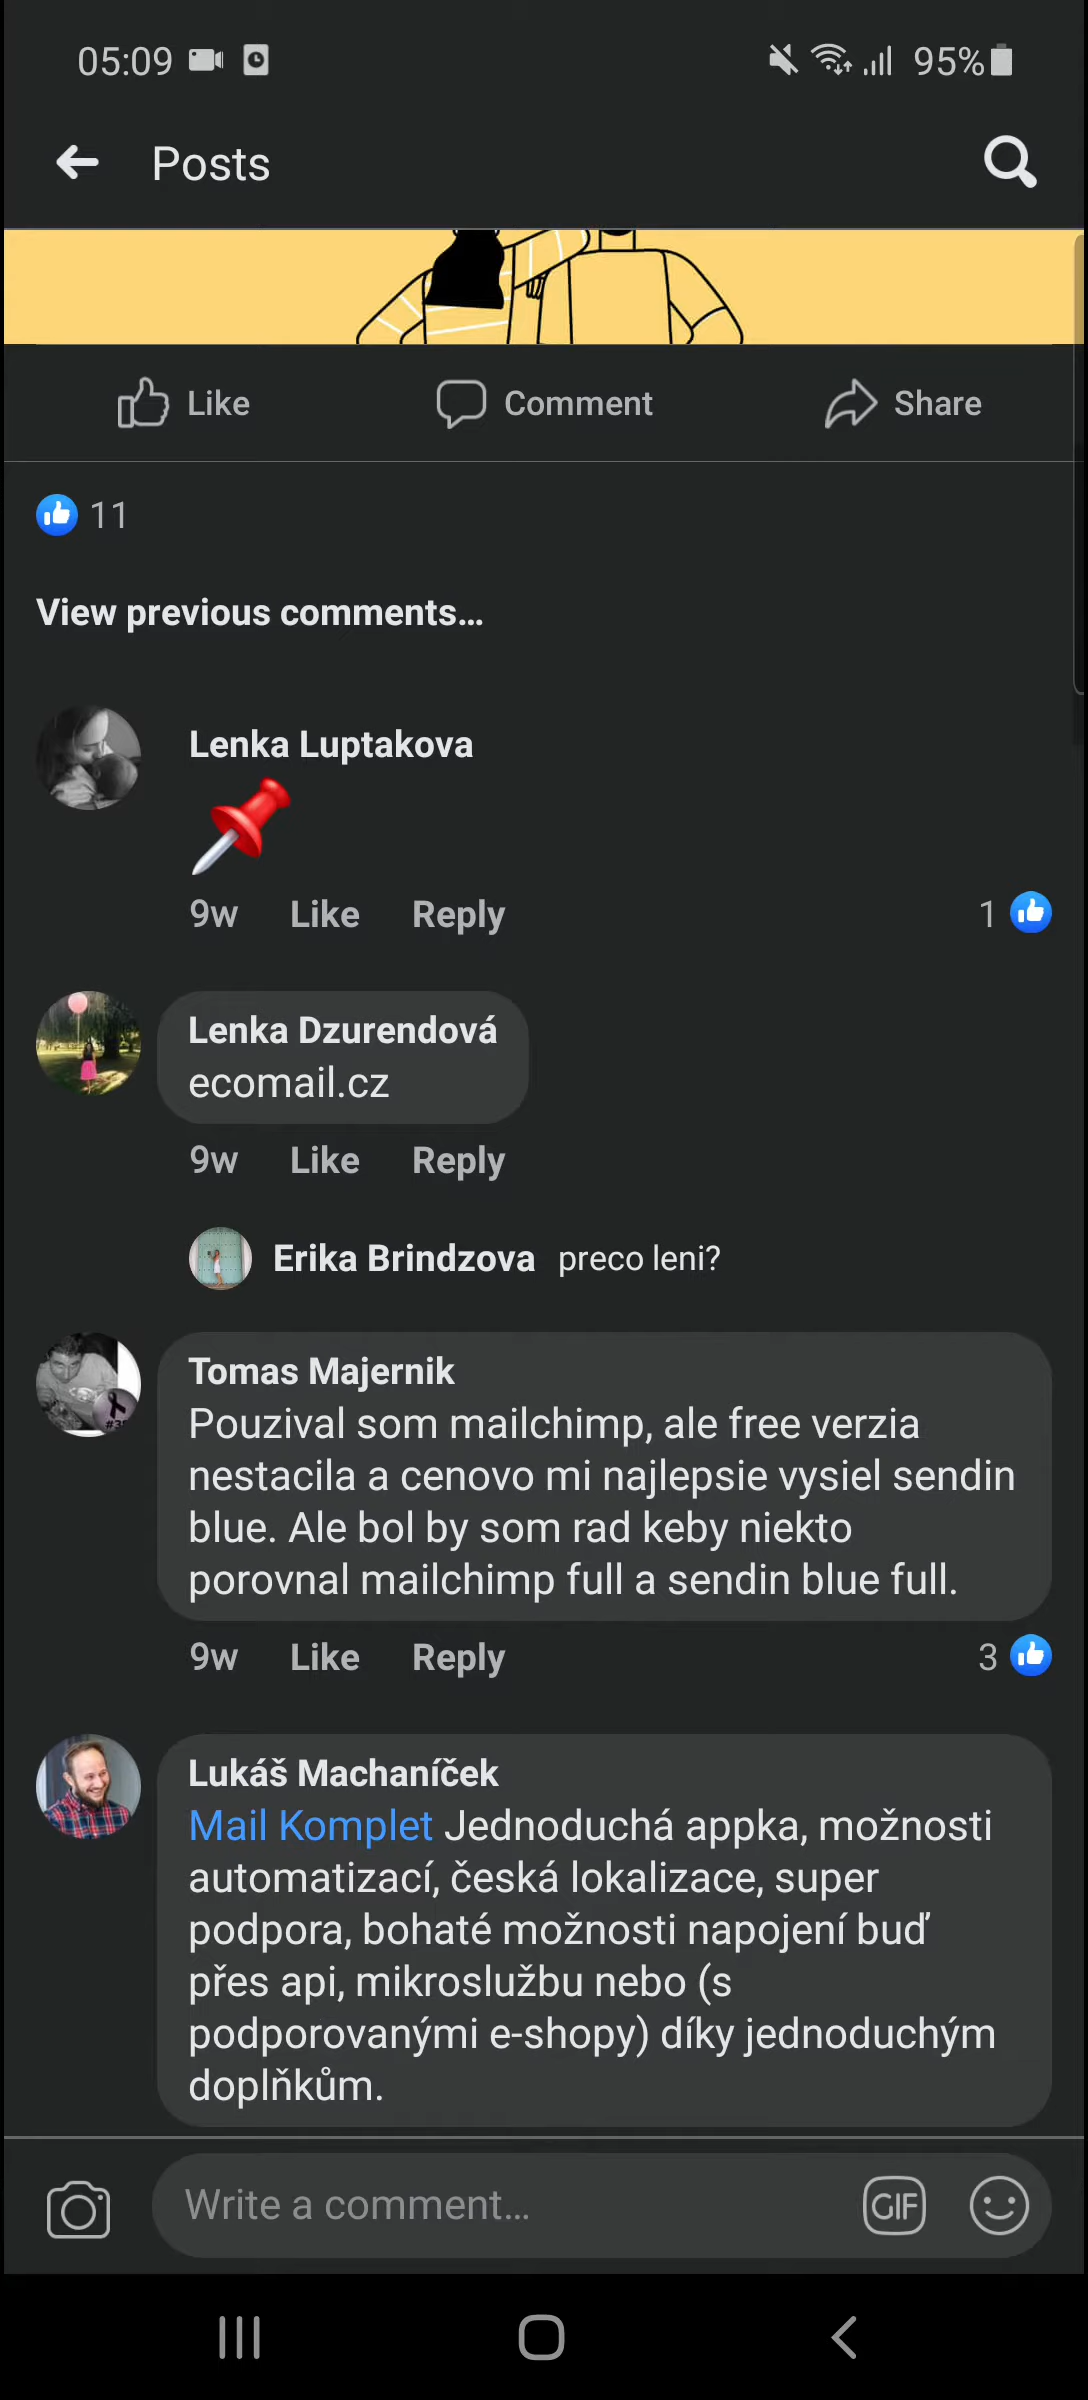 05:09
95%
Posts
Like
Comment
Share
11
View previous comments...
Lenka Luptakova
9w Like Reply
1
Lenka Dzurendová
ecomail.cz
9w Like Reply
Erika Brindzova preco leni?
Tomas Majernik
Pouzival som mailchimp, ale free verzia
nestacila a cenovo mi najlepsie vysiel sendin
blue. Ale bol by som rad keby niekto
porovnal mailchimp full a sendin blue full.
9w Like Reply
3
Lukáš Machaníček
Mail Komplet Jednoduchá appka, možnosti
automatizací, česká lokalizace, super
podpora, bohaté možnosti napojení buď
přes api, mikroslužbu nebo (s
podporovanými e-shopy) díky jednoduchým
doplňkům.
Write a comment...
GIF